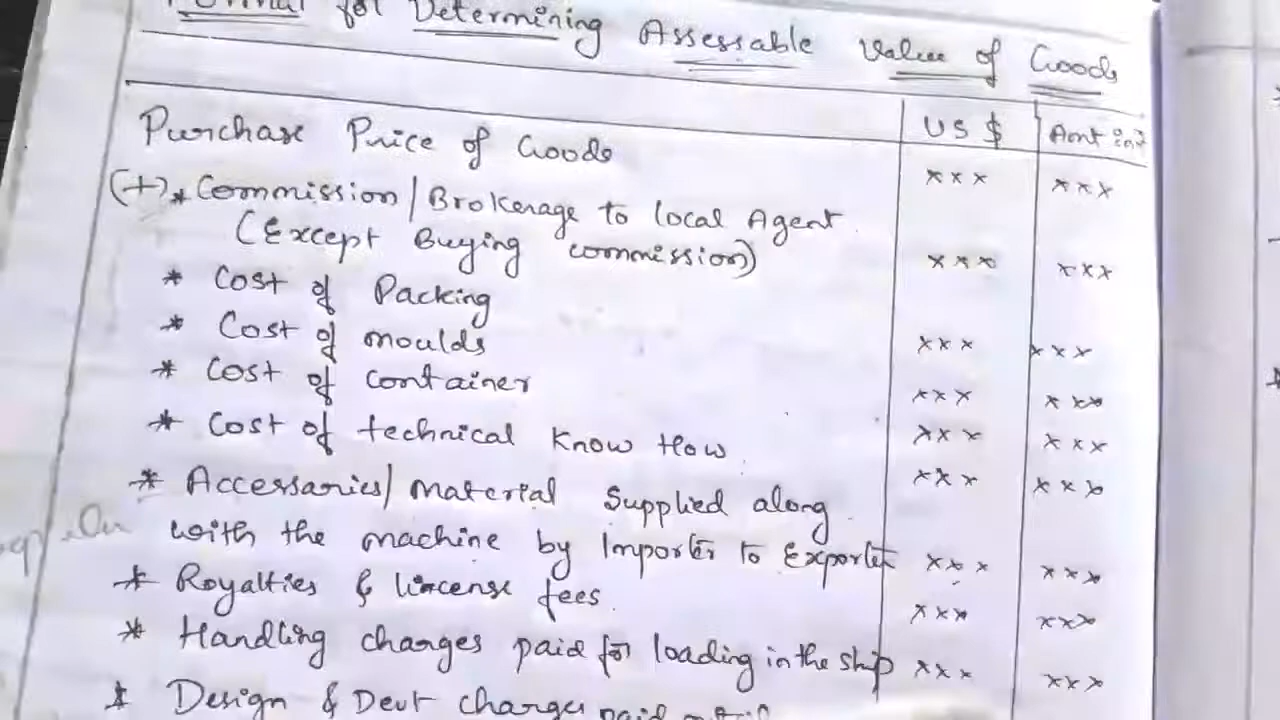 for Determining Assessable Value of Goods
US $ Amt in ₹
Purchase Price of Goods xxx xxx
(+) * Commission/Brokerage to local Agent
(Except Buying commission) xxx xxx
* Cost of Packing xxx xxx
* Cost of moulds xxx xxx
* Cost of container xxx xxx
* Cost of technical Know How xxx xxx
* Accessaries/material Supplied along
with the machine by Importer to Exporter xxx xxx
* Royalties & lincense fees xxx xxx
* Handling charges paid for loading in the ship xxx xxx
* Design & Devt charges paid